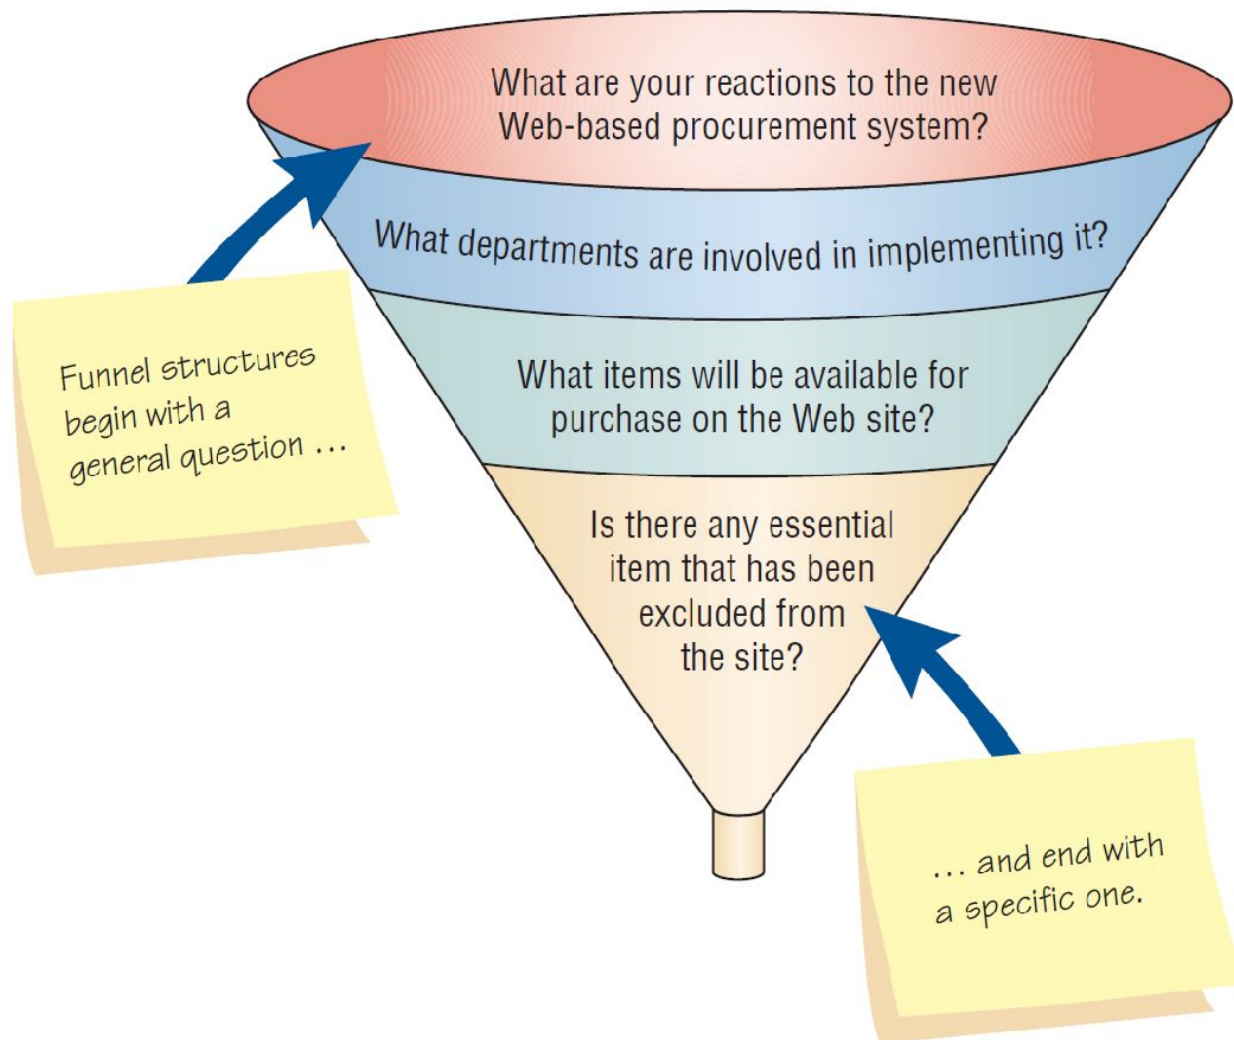 What are your reactions to the new
Web-based procurement system?
What departments are involved in implementing it?
Funnel structures
begin with a
general question ...
What items will be available for
purchase on the Web site?
Is there any essential
item that has been
excluded from
the site?
... and end with
a specific one.